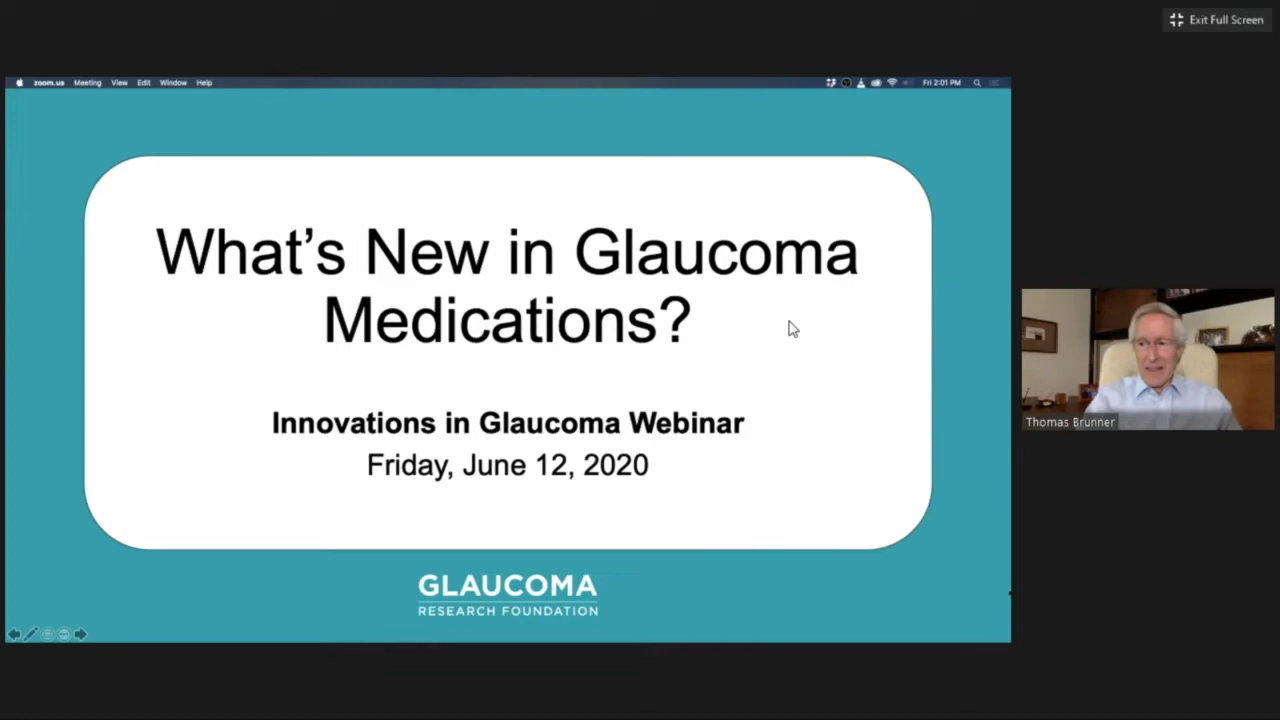 Exit Full Screen
zoom.us Meeting View Edit Window Help
Fri 2:01 PM
What's New in Glaucoma
Medications?
Innovations in Glaucoma Webinar
Friday, June 12, 2020
Thomas Brunner
GLAUCOMA
RESEARCH FOUNDATION